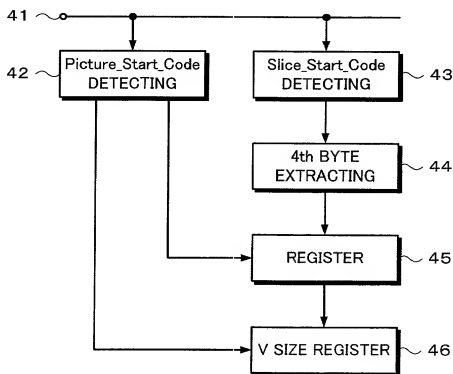 41
42
Picture_Start_Code
DETECTING
Slice_Start_Code
DETECTING
43
4th BYTE
EXTRACTING
44
REGISTER
45
V SIZE REGISTER
46